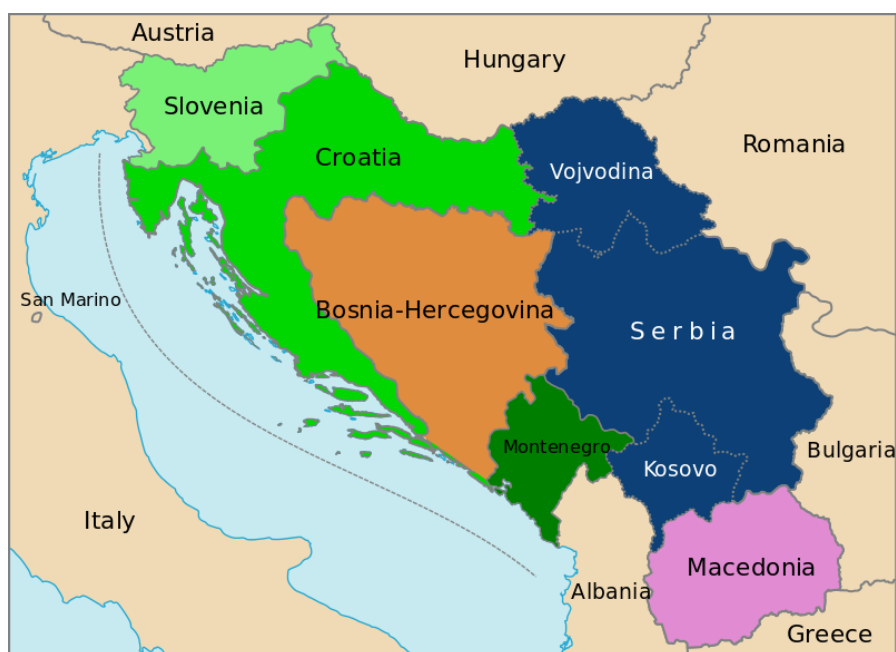 Austria
Hungary
Slovenia
Croatia
Vojvodina
Romania
San Marino
Bosnia-Hercegovina
Serbia
Montenegro
Kosovo
Bulgaria
Italy
Macedonia
Albania
Greece